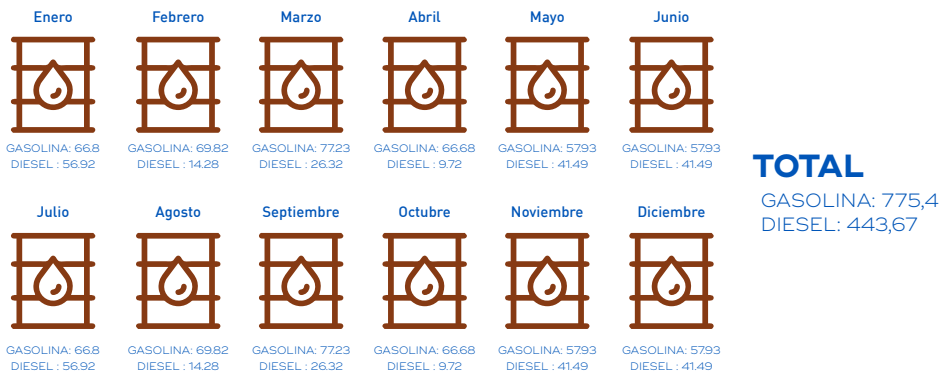 Enero
GASOLINA: 66.8
DIESEL : 56.92
Febrero
GASOLINA: 69.82
DIESEL : 14.28
Marzo
GASOLINA: 77.23
DIESEL : 26.32
Abril
GASOLINA: 66.68
DIESEL : 9.72
Mayo
GASOLINA: 57.93
DIESEL : 41.49
Junio
GASOLINA: 57.93
DIESEL : 41.49
Julio
GASOLINA: 66.8
DIESEL : 56.92
Agosto
GASOLINA: 69.82
DIESEL : 14.28
Septiembre
GASOLINA: 77.23
DIESEL : 26.32
Octubre
GASOLINA: 66.68
DIESEL : 9.72
Noviembre
GASOLINA: 57.93
DIESEL : 41.49
Diciembre
GASOLINA: 57.93
DIESEL : 41.49
TOTAL
GASOLINA: 775,4
DIESEL: 443,67